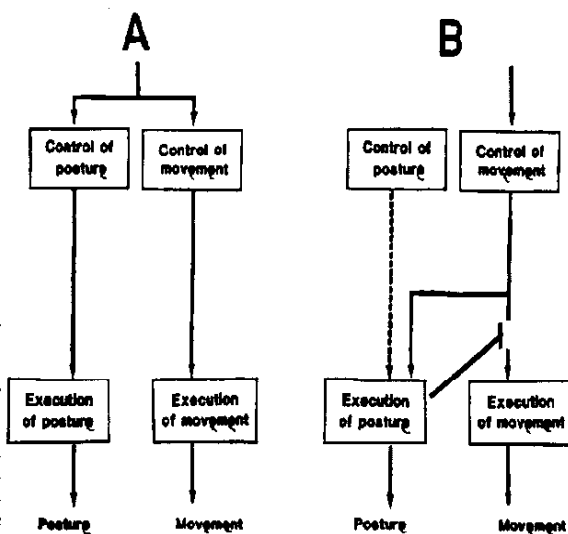 A
B
Control of
posture
Control of
movement
Control of
posture
Control of
movement
Execution
of posture
Execution
of movement
Execution
of posture
Execution
of movement
Posture
Movement
Posture
Movement